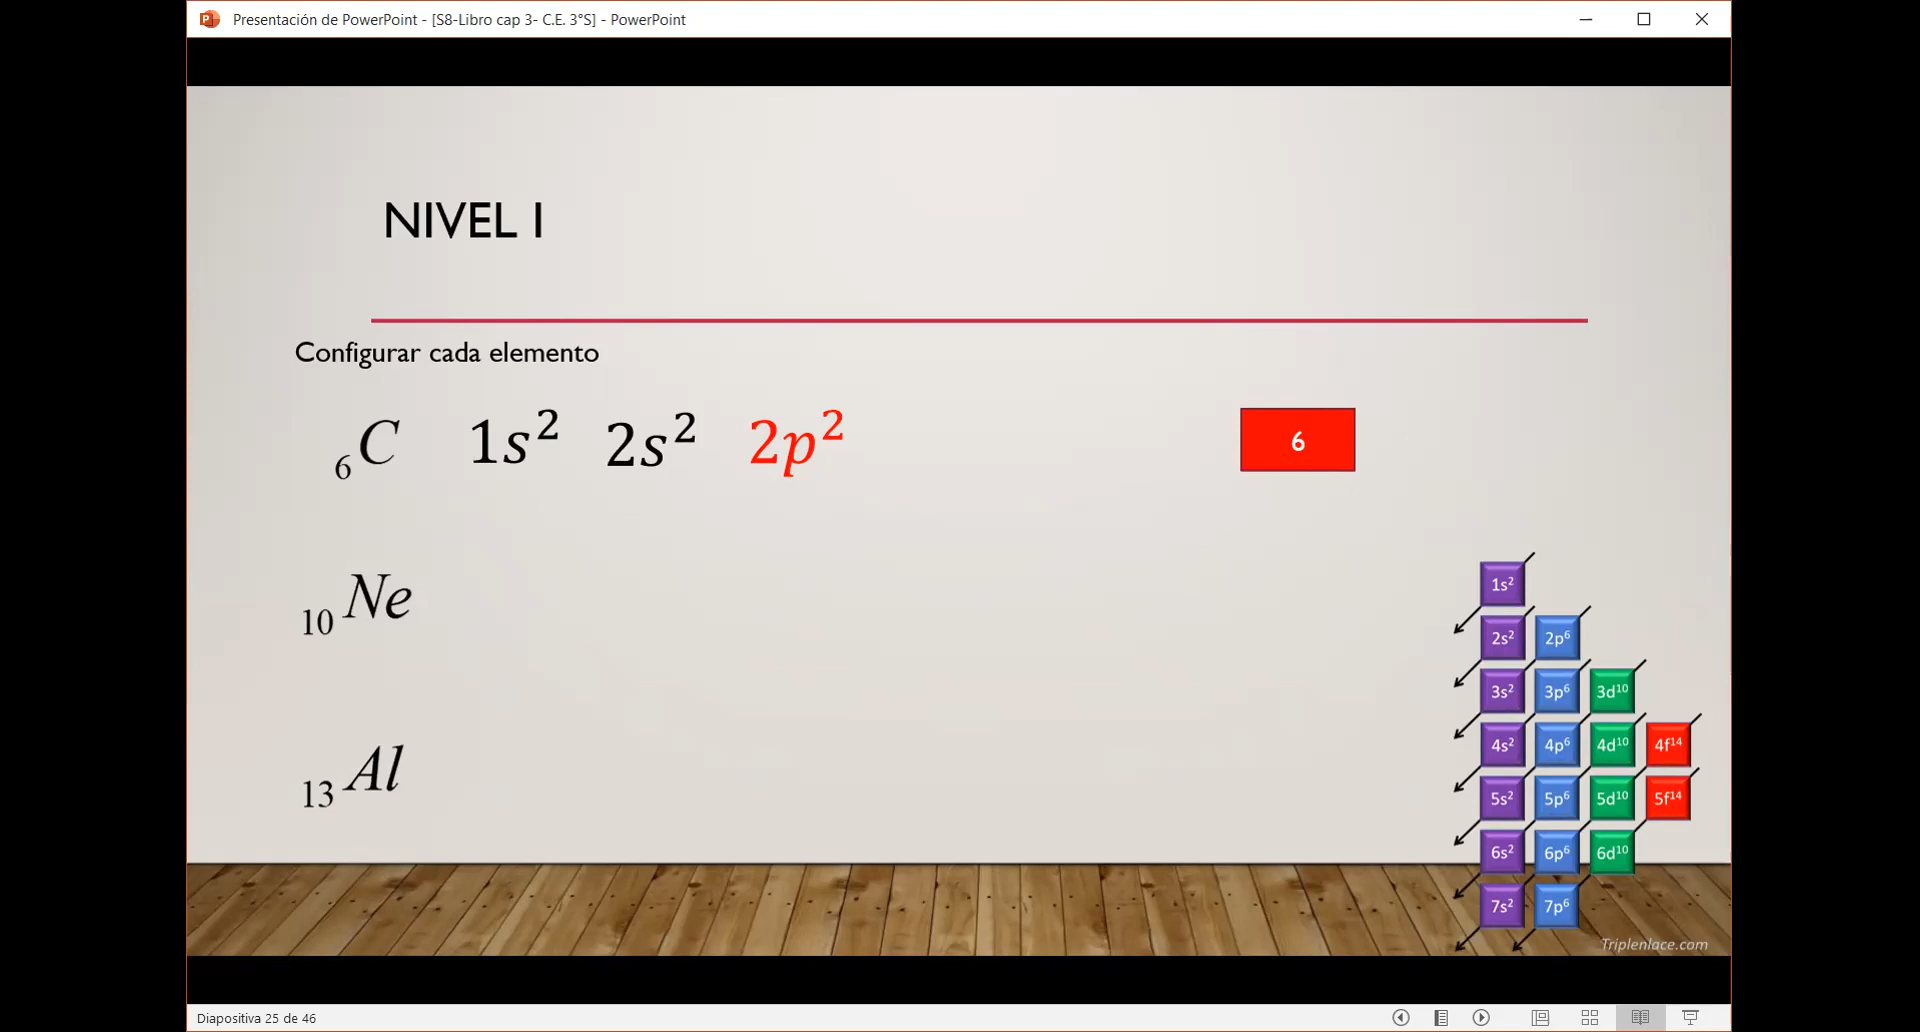 Presentación de PowerPoint - [S8-Libro cap 3- C.E. 3°S] - PowerPoint
NIVEL I
Configurar cada elemento
₆C 1s² 2s² 2p² 6
₁₀Ne
₁₃Al
1s²
2s² 2p⁶
3s² 3p⁶ 3d¹⁰
4s² 4p⁶ 4d¹⁰ 4f¹⁴
5s² 5p⁶ 5d¹⁰ 5f¹⁴
6s² 6p⁶ 6d¹⁰
7s² 7p⁶
Triplenlace.com
Diapositiva 25 de 46